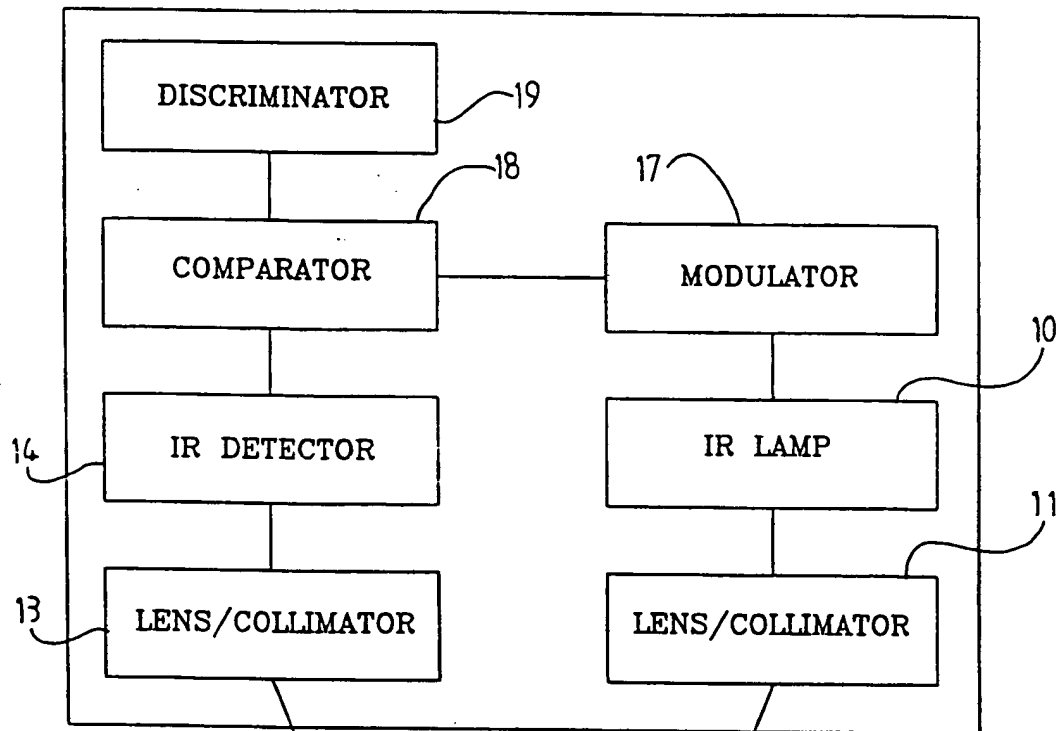 DISCRIMINATOR
19
18
17
COMPARATOR
MODULATOR
10
14
IR DETECTOR
IR LAMP
11
13
LENS/COLLIMATOR
LENS/COLLIMATOR